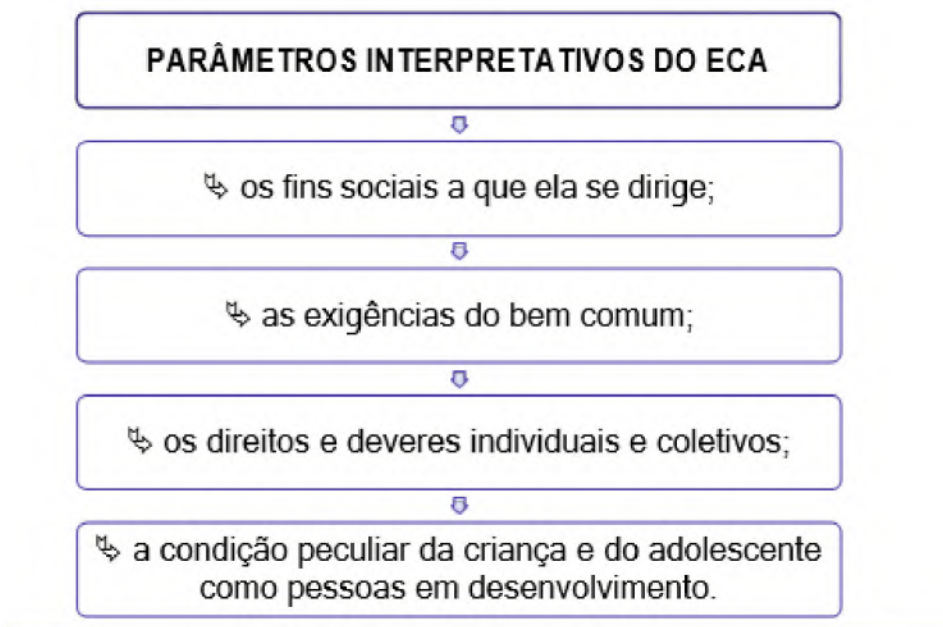 PARÂMETROS INTERPRETATIVOS DO ECA
os fins sociais a que ela se dirige;
as exigências do bem comum;
os direitos e deveres individuais e coletivos;
a condição peculiar da criança e do adolescente
como pessoas em desenvolvimento.